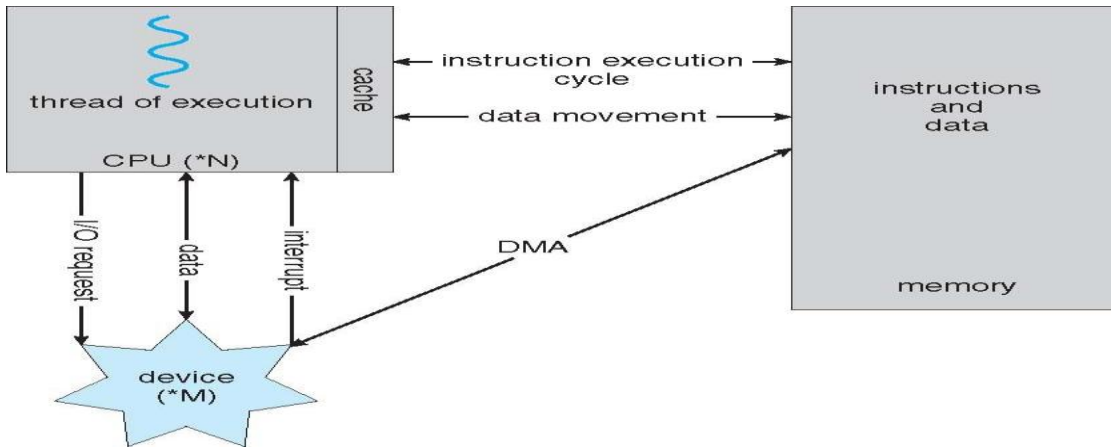 thread of execution
CPU (*N)
cache
instruction execution
cycle
data movement
instructions
and
data
memory
I/O request
data
interrupt
DMA
device
(*M)